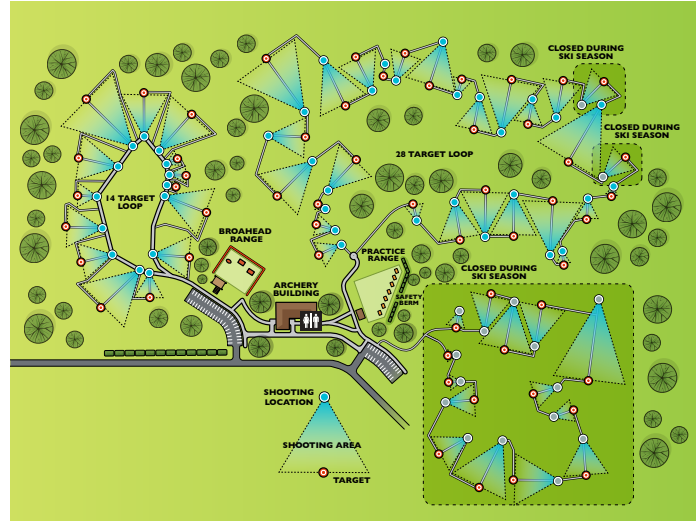 CLOSED DURING
SKI SEASON
CLOSED DURING
SKI SEASON
28 TARGET LOOP
14 TARGET
LOOP
BROAHEAD
RANGE
PRACTICE
RANGE
ARCHERY
BUILDING
SAFETY
BERM
CLOSED DURING
SKI SEASON
SHOOTING
LOCATION
SHOOTING AREA
TARGET